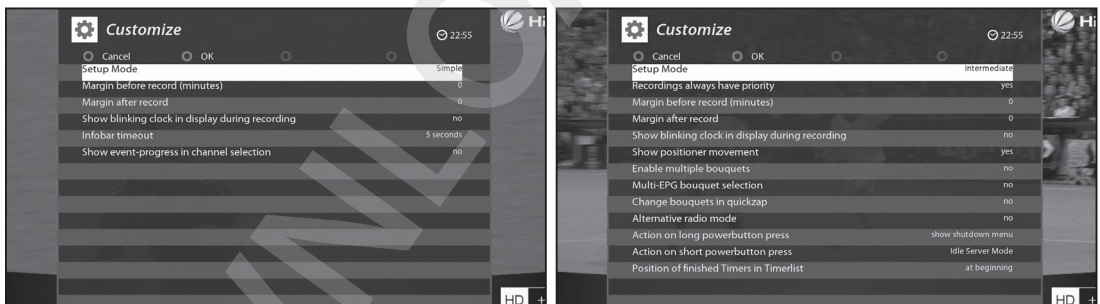 Customize
22:55
Cancel OK
Setup Mode Simple
Margin before record (minutes) 0
Margin after record 0
Show blinking clock in display during recording no
Infobar timeout 5 seconds
Show event-progress in channel selection no
Hi
HD +
Customize
22:55
Cancel OK
Setup Mode Intermediate
Recordings always have priority yes
Margin before record (minutes) 0
Margin after record 0
Show blinking clock in display during recording no
Show positioner movement yes
Enable multiple bouquets no
Multi-EPG bouquet selection no
Change bouquets in quickzap no
Alternative radio mode no
Action on long powerbutton press show shutdown menu
Action on short powerbutton press Idle Server Mode
Position of finished Timers in Timerlist at beginning
Hi
HD +